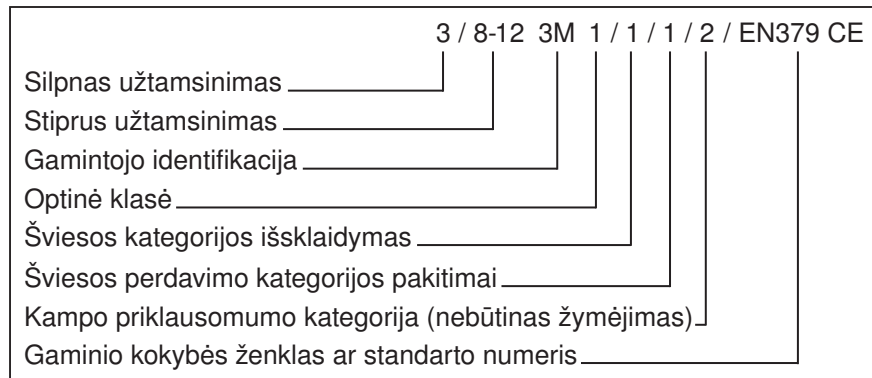 3 / 8-12 3M 1 / 1 / 1 / 2 / EN379 CE
Silpnas užtamsinimas
Stiprus užtamsinimas
Gamintojo identifikacija
Optinė klasė
Šviesos kategorijos išsklaidymas
Šviesos perdavimo kategorijos pakitimai
Kampo priklausomumo kategorija (nebūtinas žymėjimas)
Gaminio kokybės ženklas ar standarto numeris